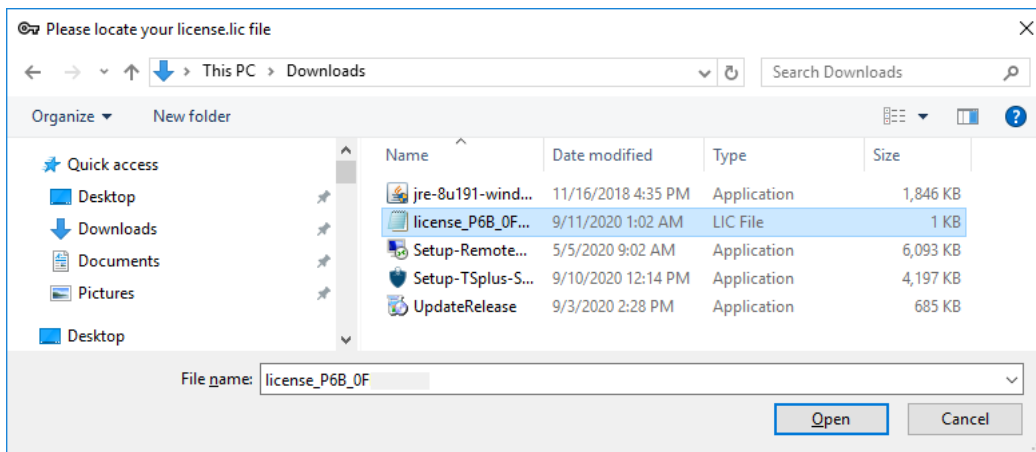 Please locate your license.lic file
This PC > Downloads
Search Downloads
Organize
New folder
Quick access
Desktop
Downloads
Documents
Pictures
Desktop
Name Date modified Type Size
jre-8u191-wind... 11/16/2018 4:35 PM Application 1,846 KB
license_P6B_0F... 9/11/2020 1:02 AM LIC File 1 KB
Setup-Remote... 5/5/2020 9:02 AM Application 6,093 KB
Setup-TSplus-S... 9/10/2020 12:14 PM Application 4,197 KB
UpdateRelease 9/3/2020 2:28 PM Application 685 KB
File name: license_P6B_0F
Open Cancel